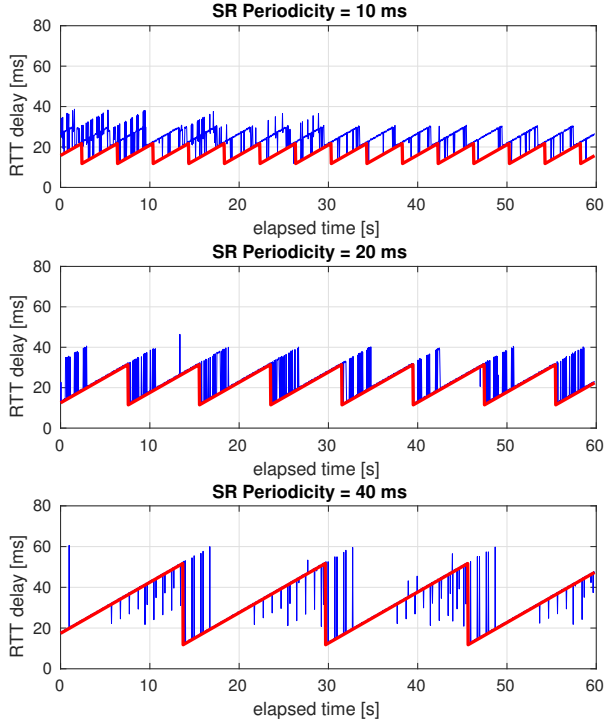 SR Periodicity = 10 ms
80
60
40
20
0
RTT delay [ms]
0 10 20 30 40 50 60
elapsed time [s]
SR Periodicity = 20 ms
80
60
40
20
0
RTT delay [ms]
0 10 20 30 40 50 60
elapsed time [s]
SR Periodicity = 40 ms
80
60
40
20
0
RTT delay [ms]
0 10 20 30 40 50 60
elapsed time [s]